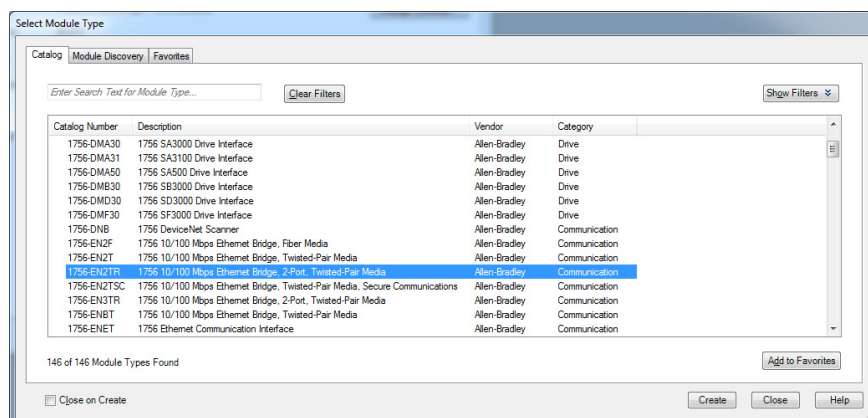 Select Module Type
Catalog Module Discovery Favorites
Enter Search Text for Module Type... Clear Filters Show Filters
Catalog Number Description Vendor Category
1756-DMA30 1756 SA3000 Drive Interface Allen-Bradley Drive
1756-DMA31 1756 SA3100 Drive Interface Allen-Bradley Drive
1756-DMA50 1756 SA500 Drive Interface Allen-Bradley Drive
1756-DMB30 1756 SB3000 Drive Interface Allen-Bradley Drive
1756-DMD30 1756 SD3000 Drive Interface Allen-Bradley Drive
1756-DMF30 1756 SF3000 Drive Interface Allen-Bradley Drive
1756-DNB 1756 DeviceNet Scanner Allen-Bradley Communication
1756-EN2F 1756 10/100 Mbps Ethernet Bridge, Fiber Media Allen-Bradley Communication
1756-EN2T 1756 10/100 Mbps Ethernet Bridge, Twisted-Pair Media Allen-Bradley Communication
1756-EN2TR 1756 10/100 Mbps Ethernet Bridge, 2-Port, Twisted-Pair Media Allen-Bradley Communication
1756-EN2TSC 1756 10/100 Mbps Ethernet Bridge, Twisted-Pair Media, Secure Communications Allen-Bradley Communication
1756-EN3TR 1756 10/100 Mbps Ethernet Bridge, 2-Port, Twisted-Pair Media Allen-Bradley Communication
1756-ENBT 1756 10/100 Mbps Ethernet Bridge, Twisted-Pair Media Allen-Bradley Communication
1756-ENET 1756 Ethernet Communication Interface Allen-Bradley Communication
146 of 146 Module Types Found Add to Favorites
Close on Create Create Close Help